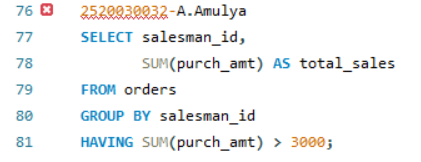 76 2520030032-A.Amulya
77 SELECT salesman_id,
78 SUM(purch_amt) AS total_sales
79 FROM orders
80 GROUP BY salesman_id
81 HAVING SUM(purch_amt) > 3000;